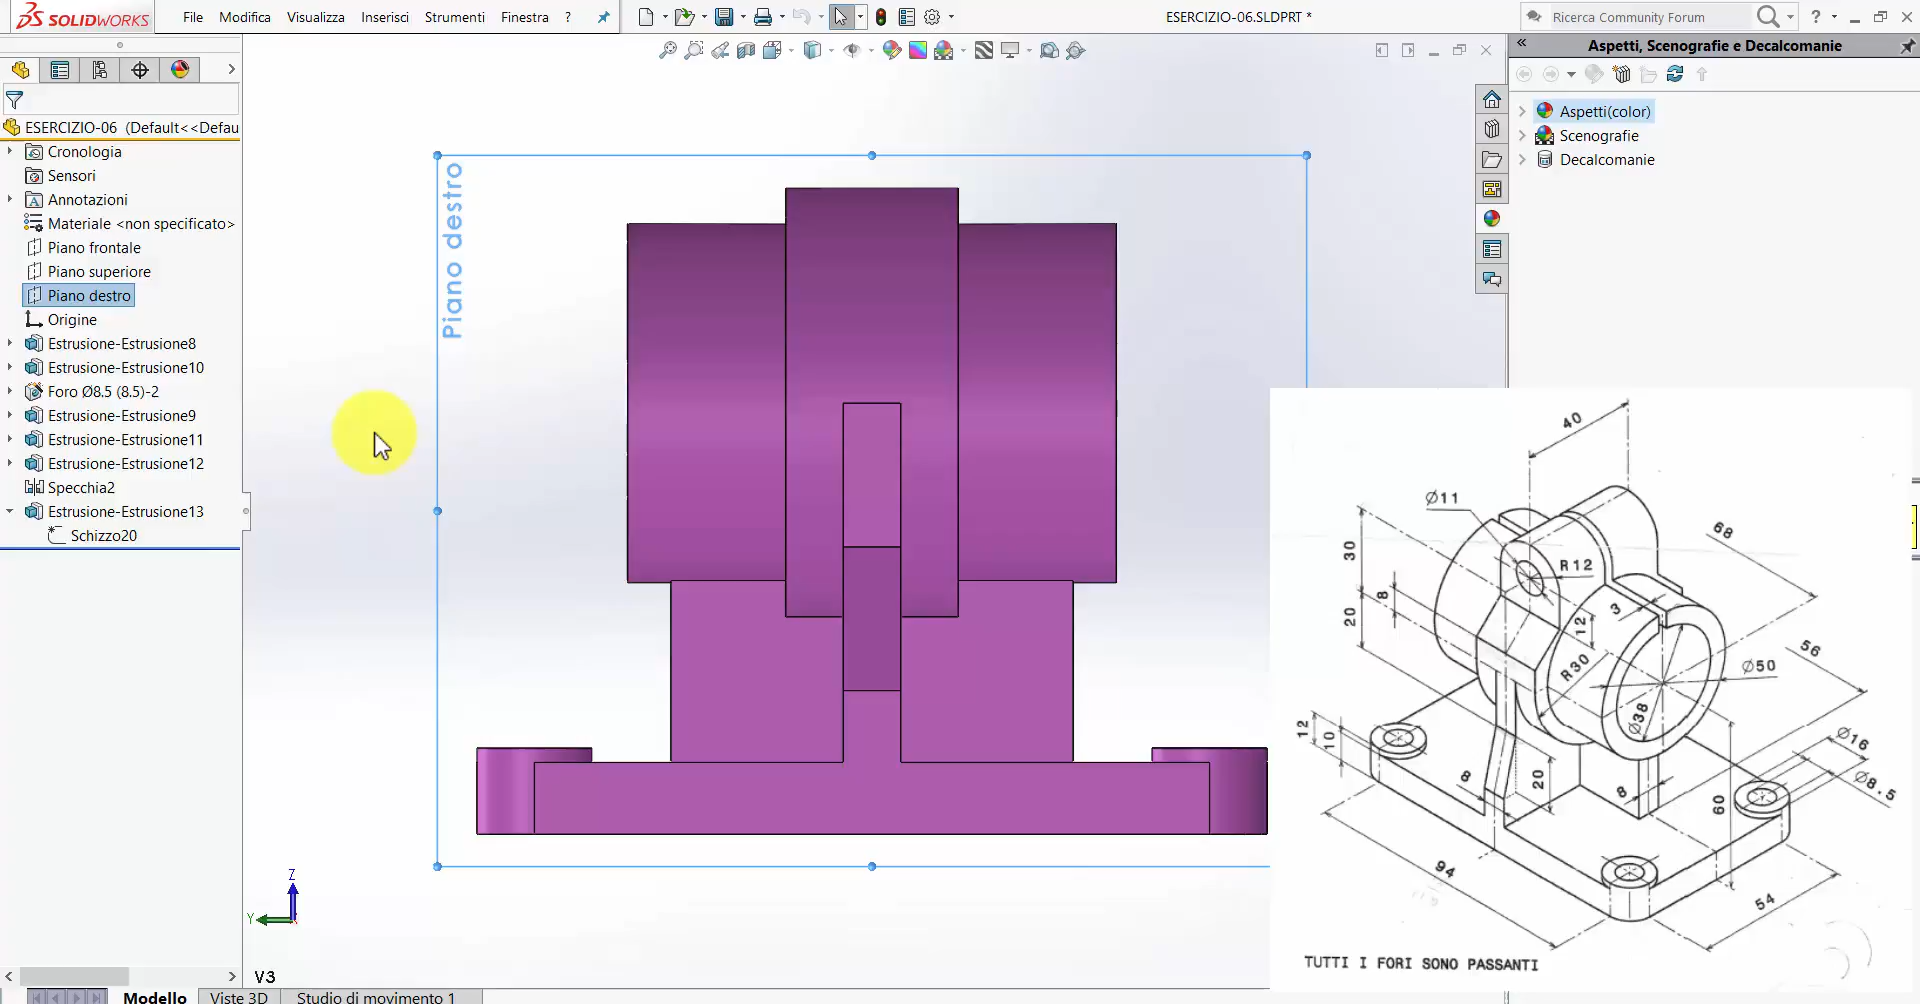 SOLIDWORKS
File
Modifica
Visualizza
Inserisci
Strumenti
Finestra
?
ESERCIZIO-06.SLDPRT *
Ricerca Community Forum
?
Aspetti, Scenografie e Decalcomanie
Aspetti(color)
Scenografie
Decalcomanie
ESERCIZIO-06 (Default<<Defau
Cronologia
Sensori
Annotazioni
Materiale <non specificato>
Piano frontale
Piano superiore
Piano destro
Origine
Estrusione-Estrusione8
Estrusione-Estrusione10
Foro Ø8.5 (8.5)-2
Estrusione-Estrusione9
Estrusione-Estrusione11
Estrusione-Estrusione12
Specchia2
Estrusione-Estrusione13
Schizzo20
Piano destro
Z
Y
V3
40
Ø11
68
30
R12
8
3
20
12
56
R30
Ø50
Ø38
12
10
Ø16
8
20
8
Ø8.5
60
94
54
TUTTI I FORI SONO PASSANTI
Modello
Viste 3D
Studio di movimento 1